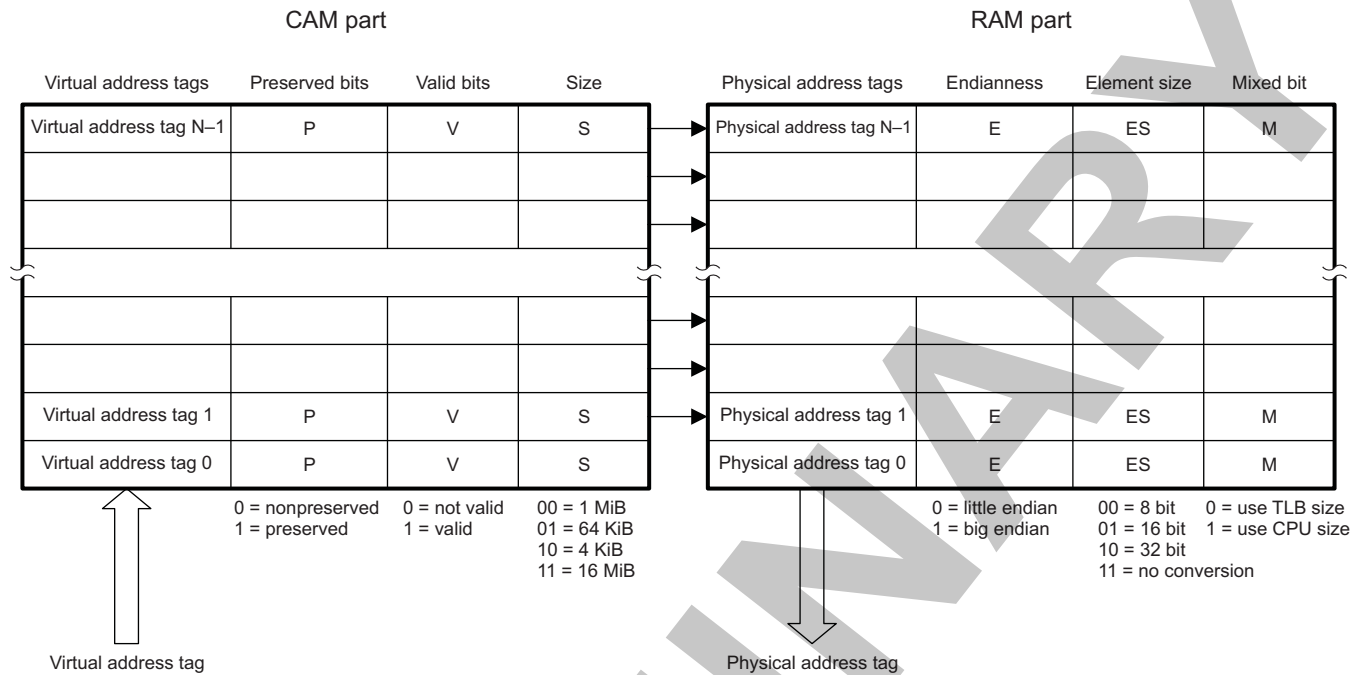 CAM part
RAM part
Virtual address tags Preserved bits Valid bits Size
Physical address tags Endianness Element size Mixed bit
Virtual address tag N–1 P V S
Physical address tag N–1 E ES M
Virtual address tag 1 P V S
Physical address tag 1 E ES M
Virtual address tag 0 P V S
Physical address tag 0 E ES M
0 = nonpreserved
1 = preserved
0 = not valid
1 = valid
00 = 1 MiB
01 = 64 KiB
10 = 4 KiB
11 = 16 MiB
0 = little endian
1 = big endian
00 = 8 bit
01 = 16 bit
10 = 32 bit
11 = no conversion
0 = use TLB size
1 = use CPU size
Virtual address tag
Physical address tag
INARY